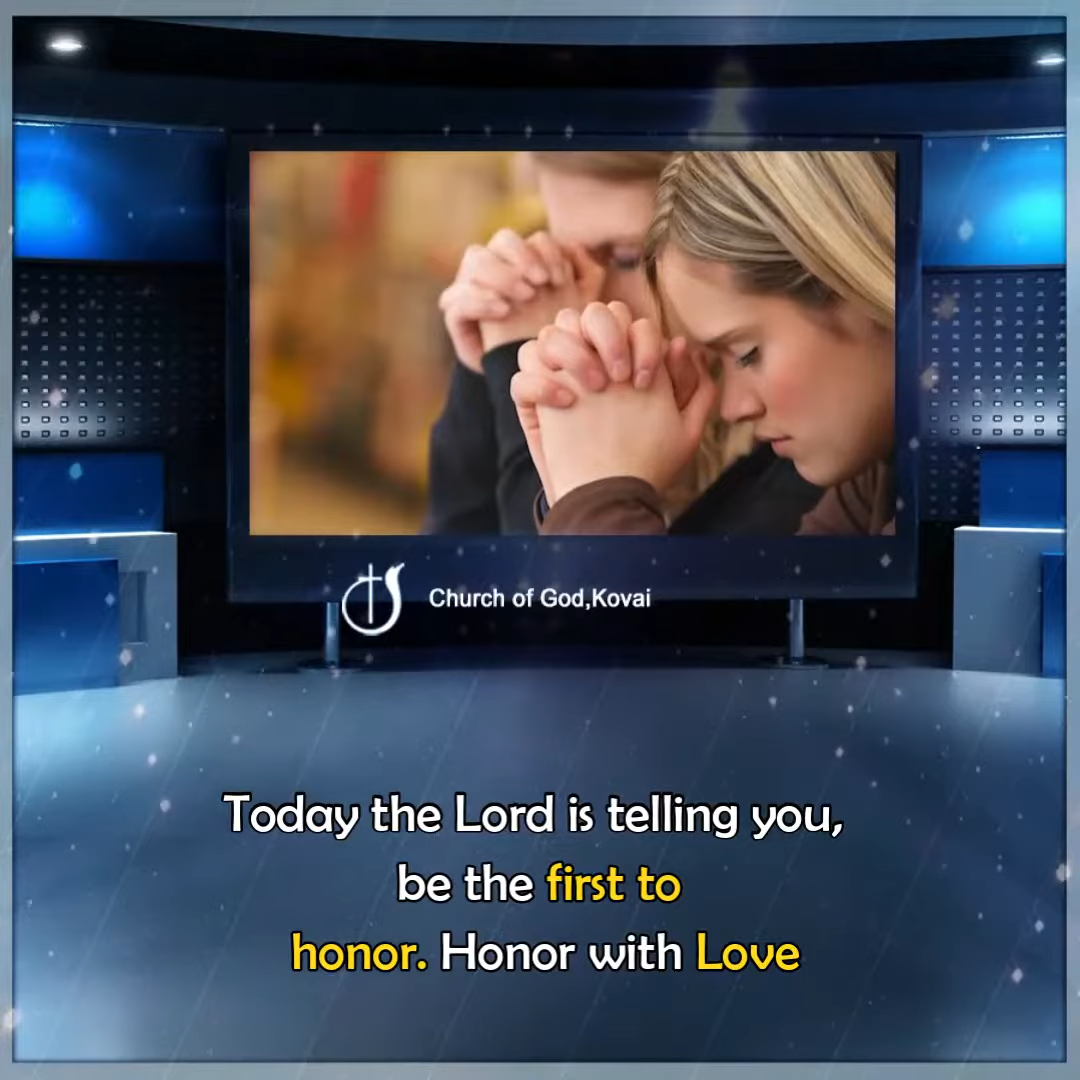 Church of God,Kovai
Today the Lord is telling you,
be the first to
honor. Honor with Love